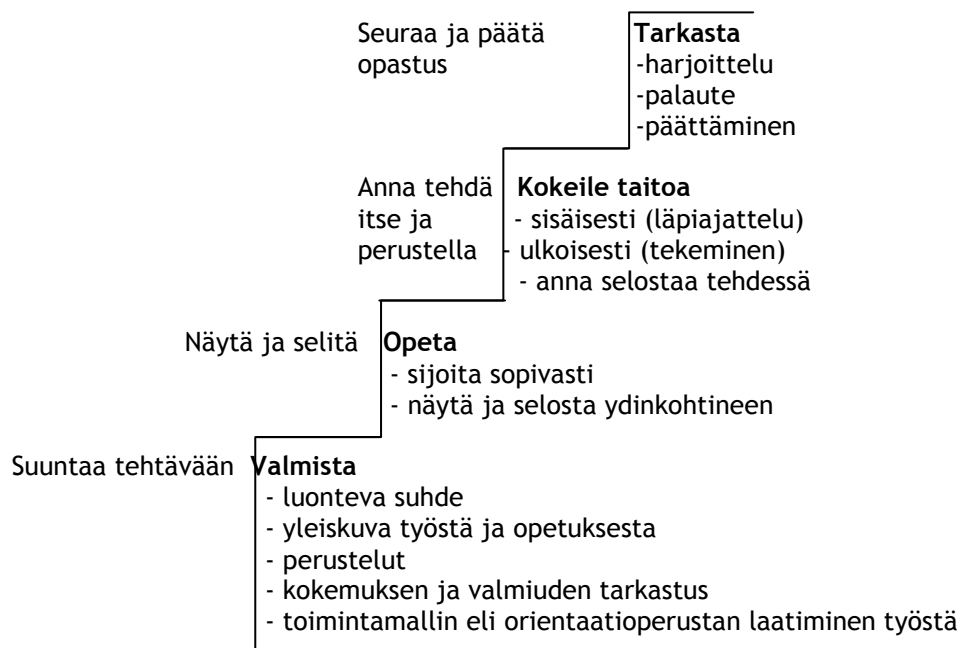 Seuraa ja päätä
opastus
Tarkasta
-harjoittelu
-palaute
-päättäminen
Anna tehdä
itse ja
perustella
Kokeile taitoa
- sisäisesti (läpiajattelu)
- ulkoisesti (tekeminen)
- anna selostaa tehdessä
Näytä ja selitä
Opeta
- sijoita sopivasti
- näytä ja selosta ydinkohtineen
Suuntaa tehtävään
Valmista
- luonteva suhde
- yleiskuva työstä ja opetuksesta
- perustelut
- kokemuksen ja valmiuden tarkastus
- toimintamallin eli orientaatioperustan laatiminen työstä